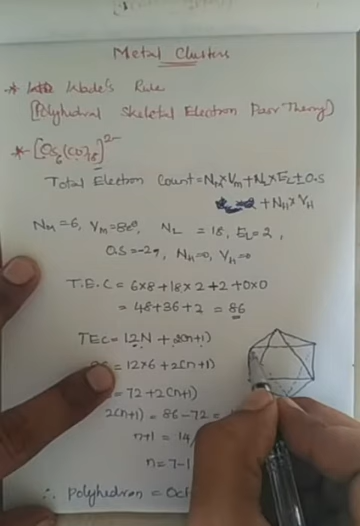 Metal Clusters
* Wade's Rule
(Polyhedral Skeletal Electron Pair Theory)
* [Os6(CO)18]2-
Total Electron Count = NM×VM + NL×EL ± O.S
+ NH×VH
NM = 6, VM = 8e, NL = 18, EL = 2,
O.S = -2, NH = 0, VH = 0
T.E.C = 6×8 + 18×2 + 2 + 0×0
= 48 + 36 + 2 = 86
TEC = 12N + 2(n+1)
= 12×6 + 2(n+1)
= 72 + 2(n+1)
2(n+1) = 86 - 72 =
n+1 = 14/
n = 7-1
∴ Polyhedron =